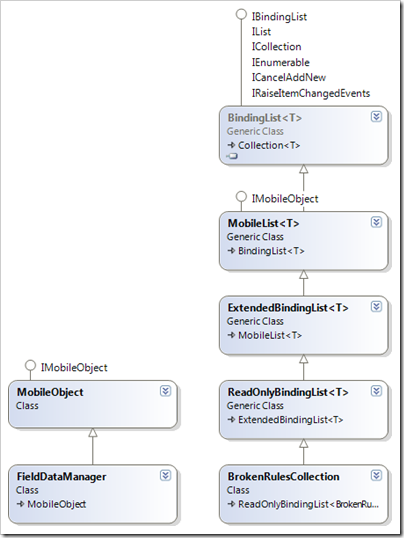 IBindingList
IList
ICollection
IEnumerable
ICancelAddNew
IRaiseItemChangedEvents
BindingList<T>
Generic Class
Collection<T>
IMobileObject
MobileList<T>
Generic Class
BindingList<T>
ExtendedBindingList<T>
Generic Class
MobileList<T>
IMobileObject
MobileObject
Class
ReadOnlyBindingList<T>
Generic Class
ExtendedBindingList<T>
FieldDataManager
Class
MobileObject
BrokenRulesCollection
Class
ReadOnlyBindingList<BrokenRu...